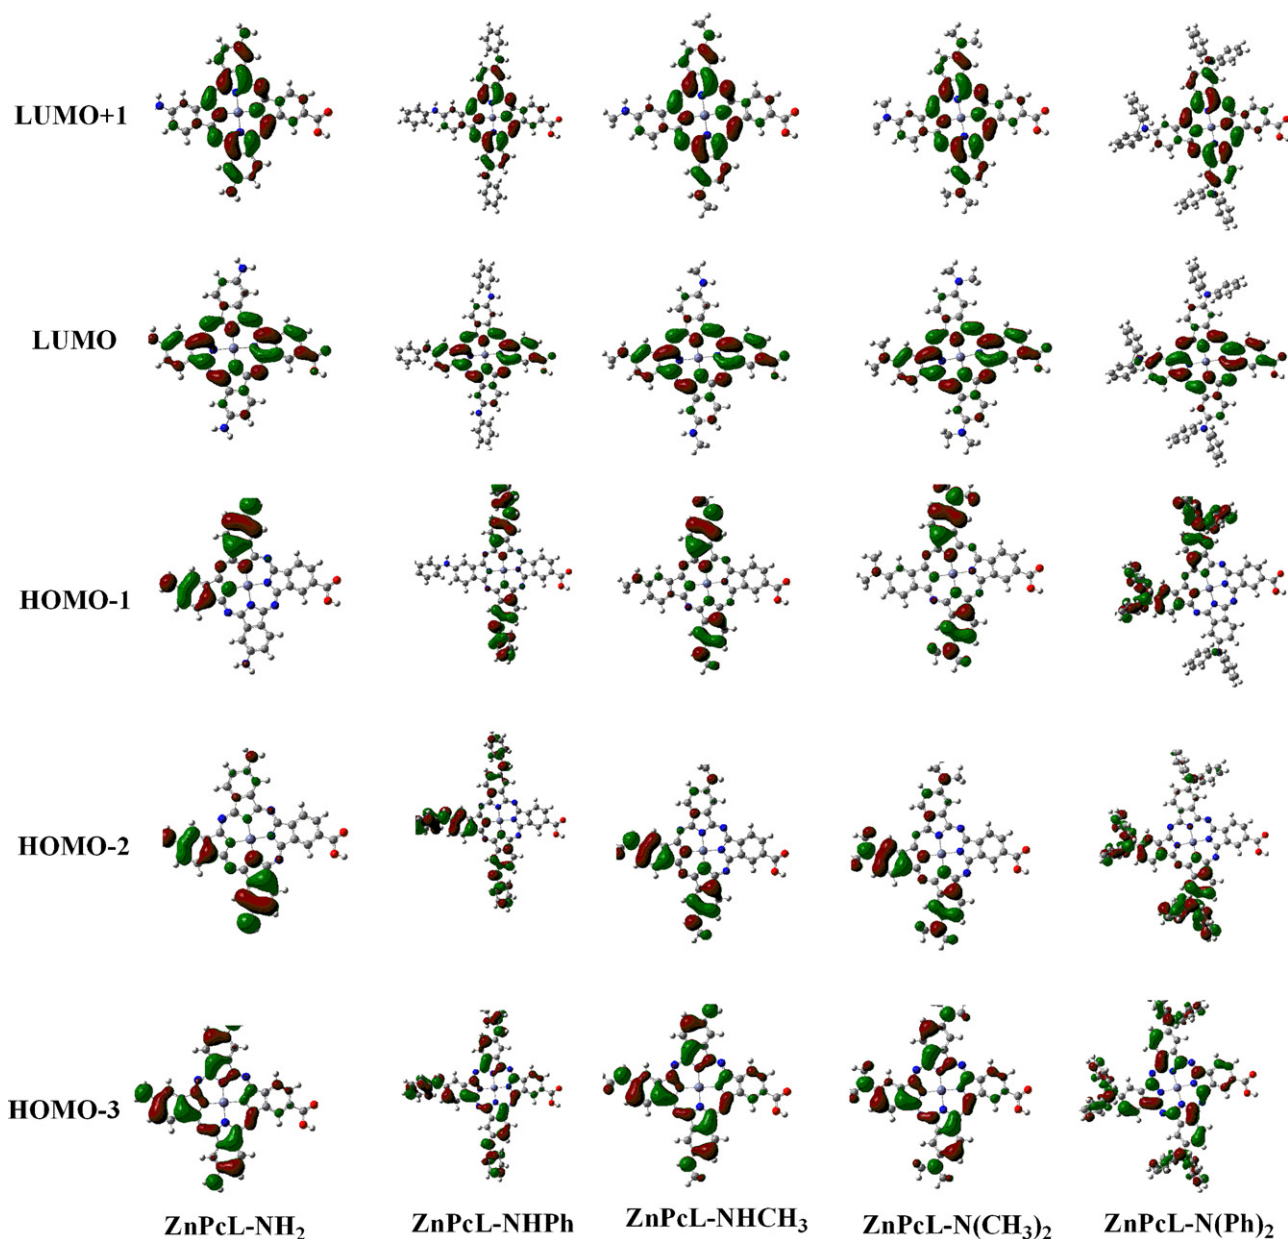 LUMO+1
LUMO
HOMO-1
HOMO-2
HOMO-3
ZnPcL-NH₂ ZnPcL-NHPh ZnPcL-NHCH₃ ZnPcL-N(CH₃)₂ ZnPcL-N(Ph)₂